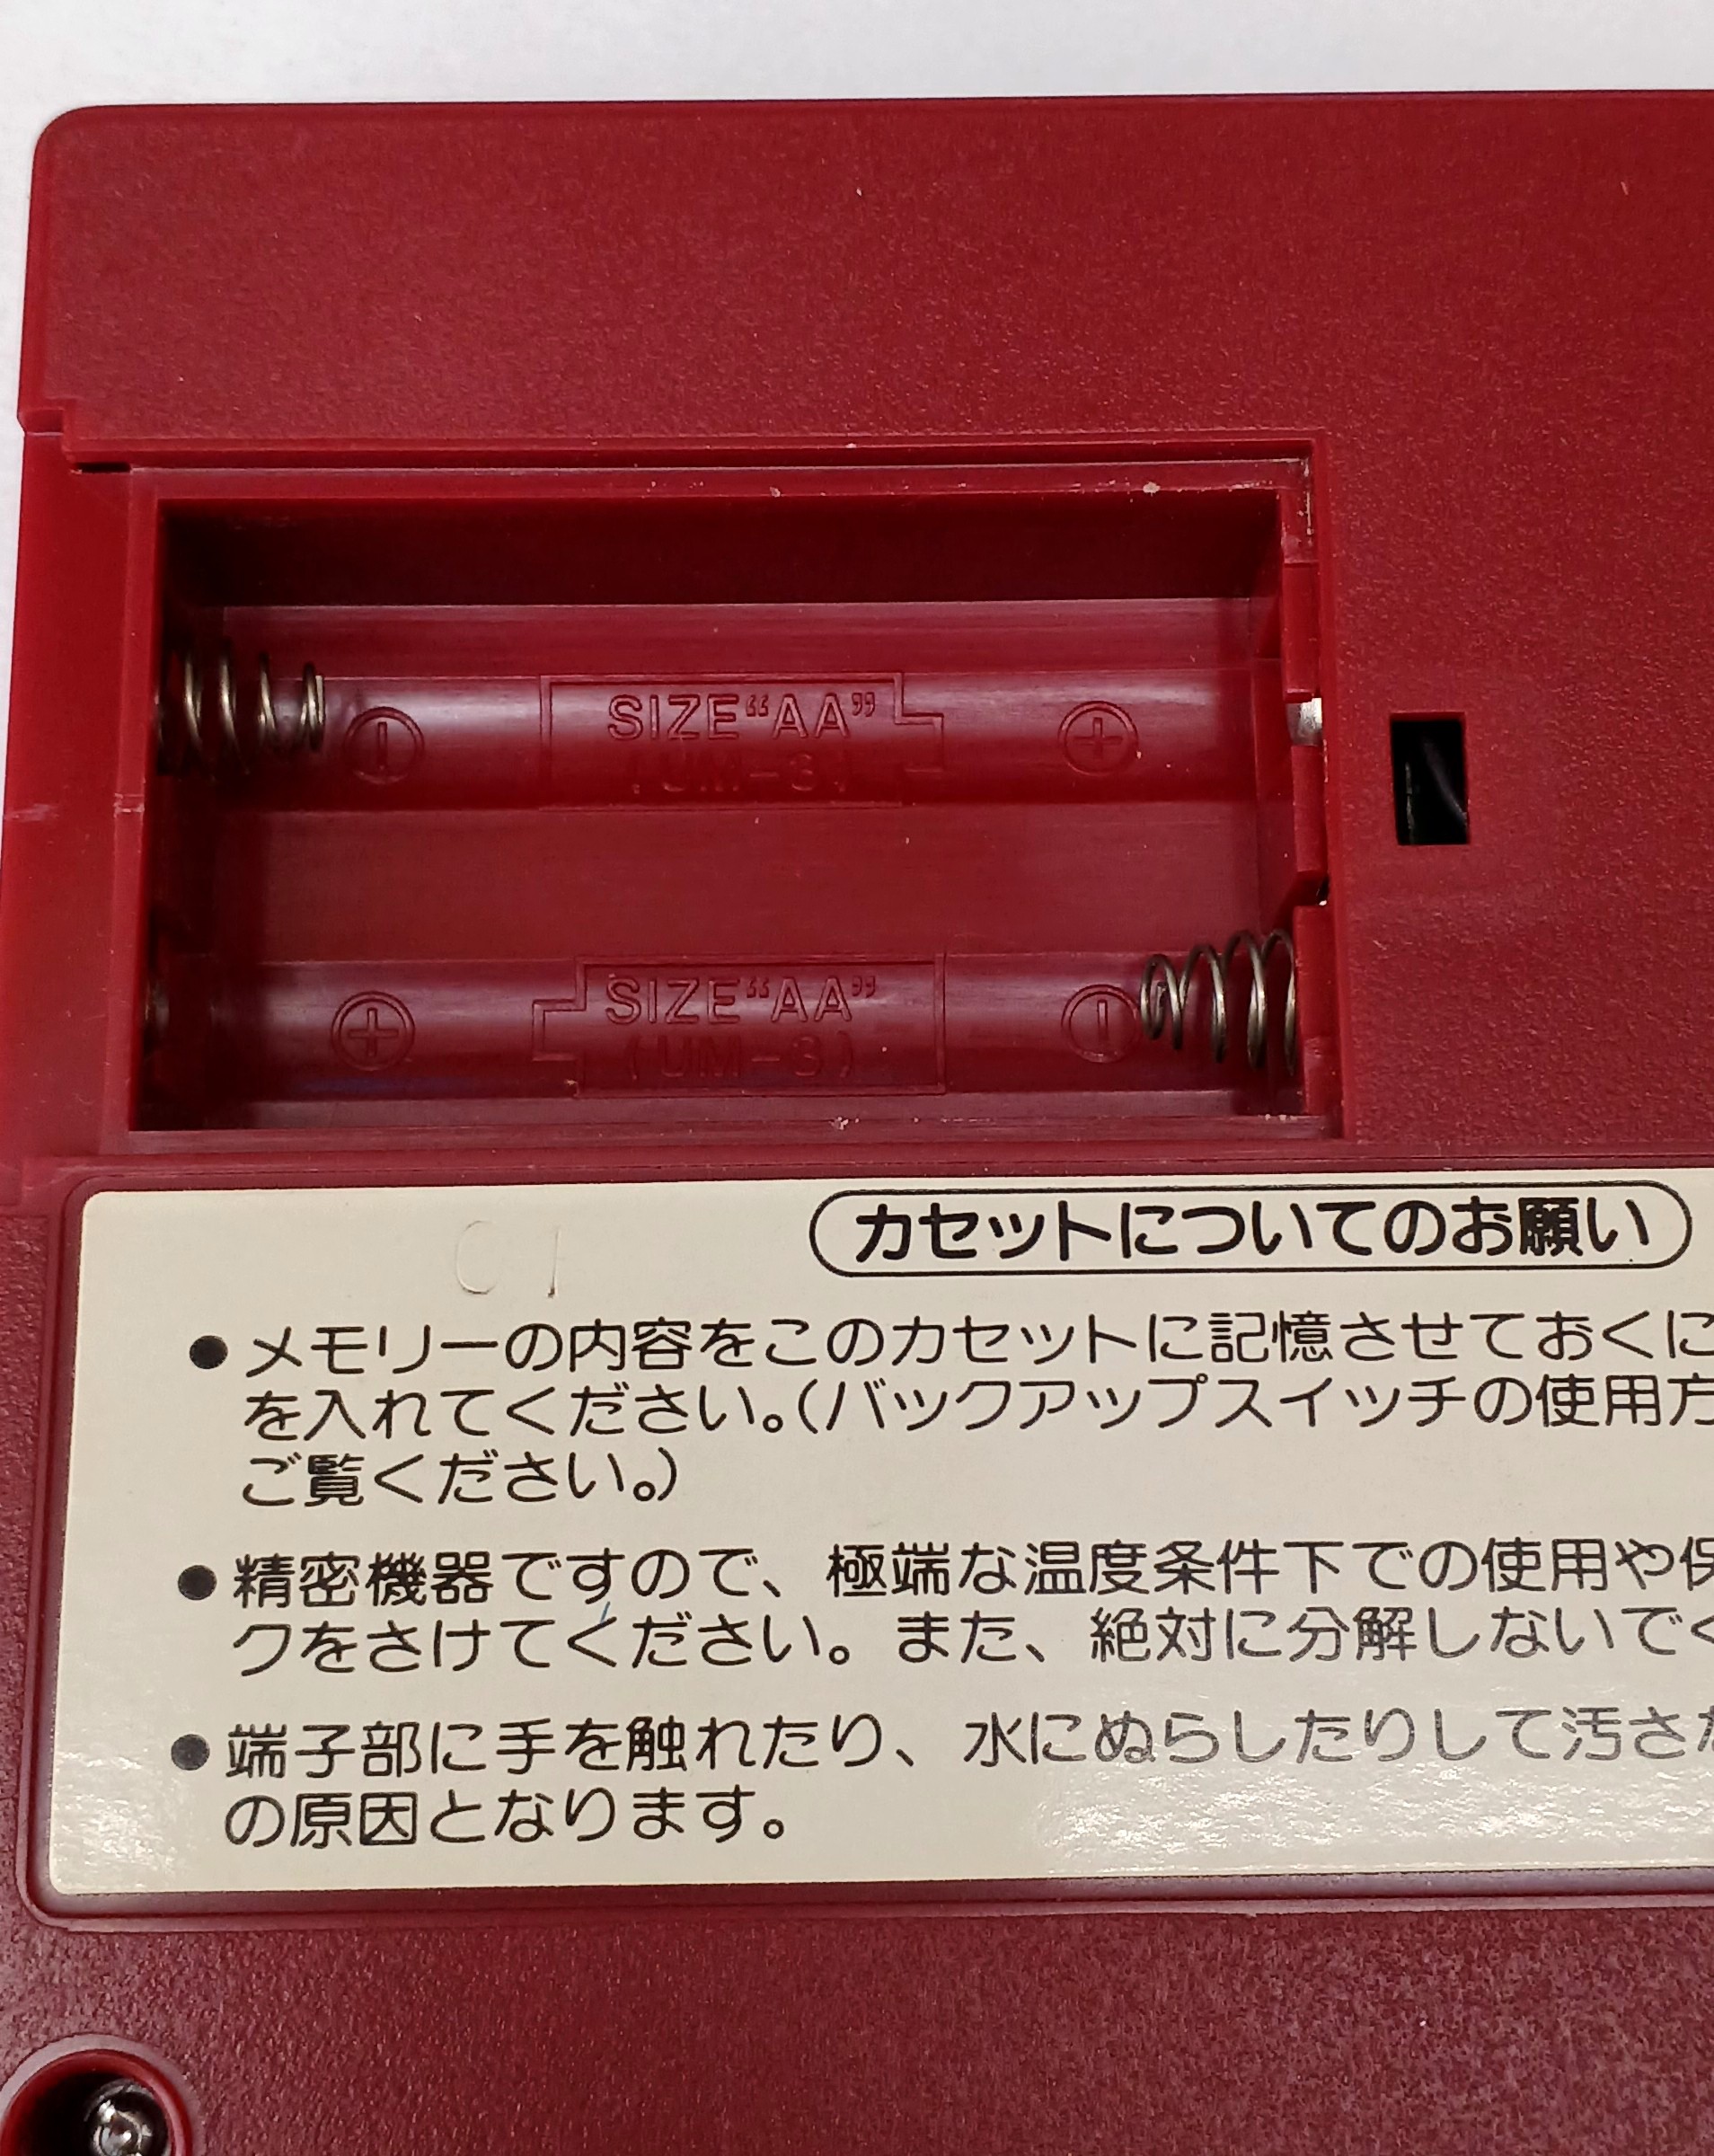 ⊖ SIZE“AA” ⊕
(UM-3)
⊕ SIZE“AA” ⊖
(UM-3)
C1
カセットについてのお願い
●メモリーの内容をこのカセットに記憶させておくに
を入れてください。(バックアップスイッチの使用方
ご覧ください。)
●精密機器ですので、極端な温度条件下での使用や保
クをさけてください。また、絶対に分解しないでく
●端子部に手を触れたり、水にぬらしたりして汚さな
の原因となります。